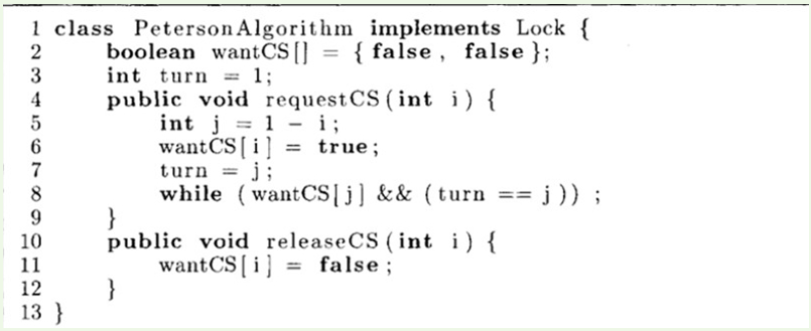 1 class PetersonAlgorithm implements Lock {
2 boolean wantCS[] = { false , false };
3 int turn = 1;
4 public void requestCS(int i) {
5 int j = 1 - i;
6 wantCS[i] = true;
7 turn = j;
8 while (wantCS[j] && (turn == j)) ;
9 }
10 public void releaseCS(int i) {
11 wantCS[i] = false;
12 }
13 }